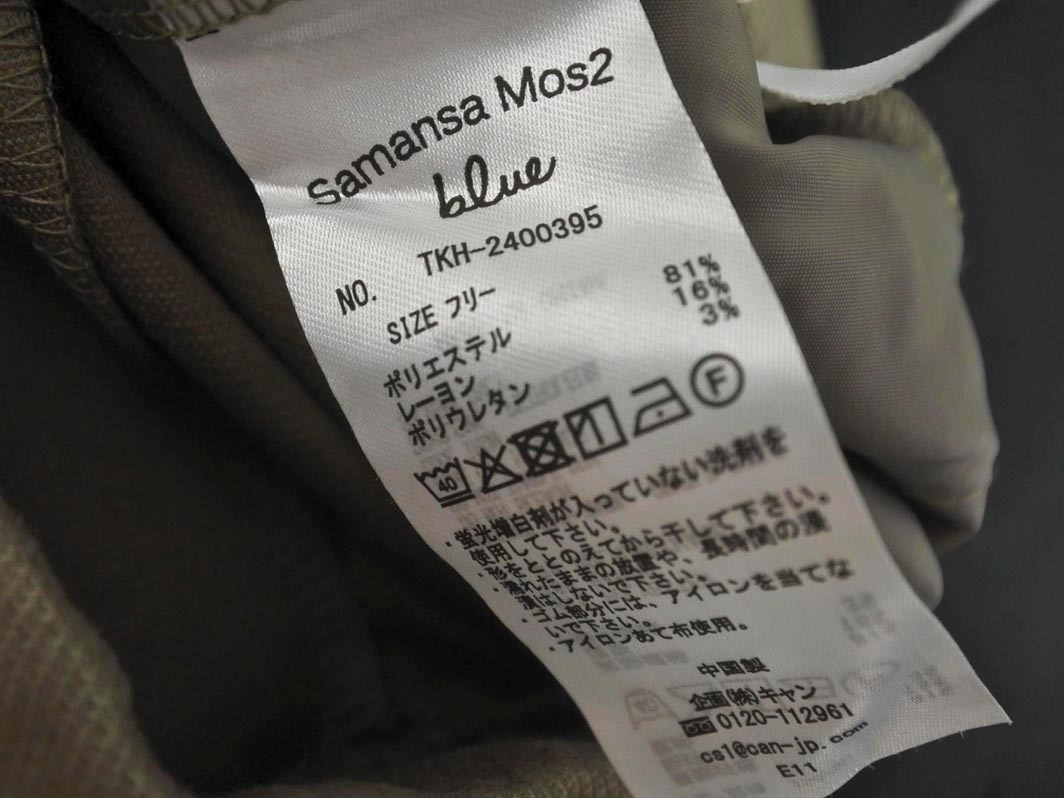 samansa Mos2
blue
NO. TKH-2400395
SIZE フリー
ポリエステル 81%
レーヨン 16%
ポリウレタン 3%
40
F
・蛍光増白剤が入っていない洗剤を
使用して下さい。
・形をととのえてから干して下さい。
・濡れたままの放置や、長時間の浸
漬はしないで下さい。
・ゴム部分には、アイロンを当てな
いで下さい。
・アイロンあて布使用。
中国製
企画(株)キャン
0120-112961
cs1@can-jp.com
E11